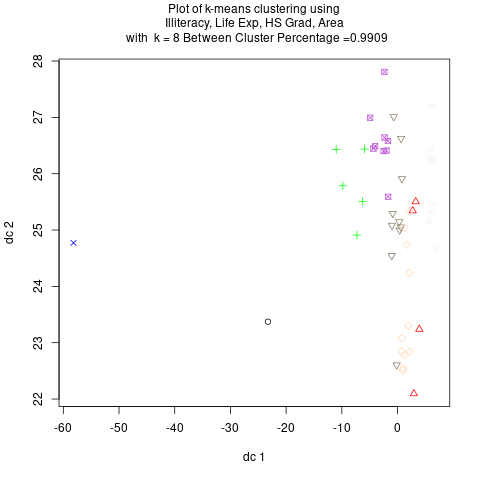 Plot of k-means clustering using
Illiteracy, Life Exp, HS Grad, Area
with  k = 8 Between Cluster Percentage =0.9909
28
27
26
25
24
23
22
dc 2
-60
-50
-40
-30
-20
-10
0
dc 1